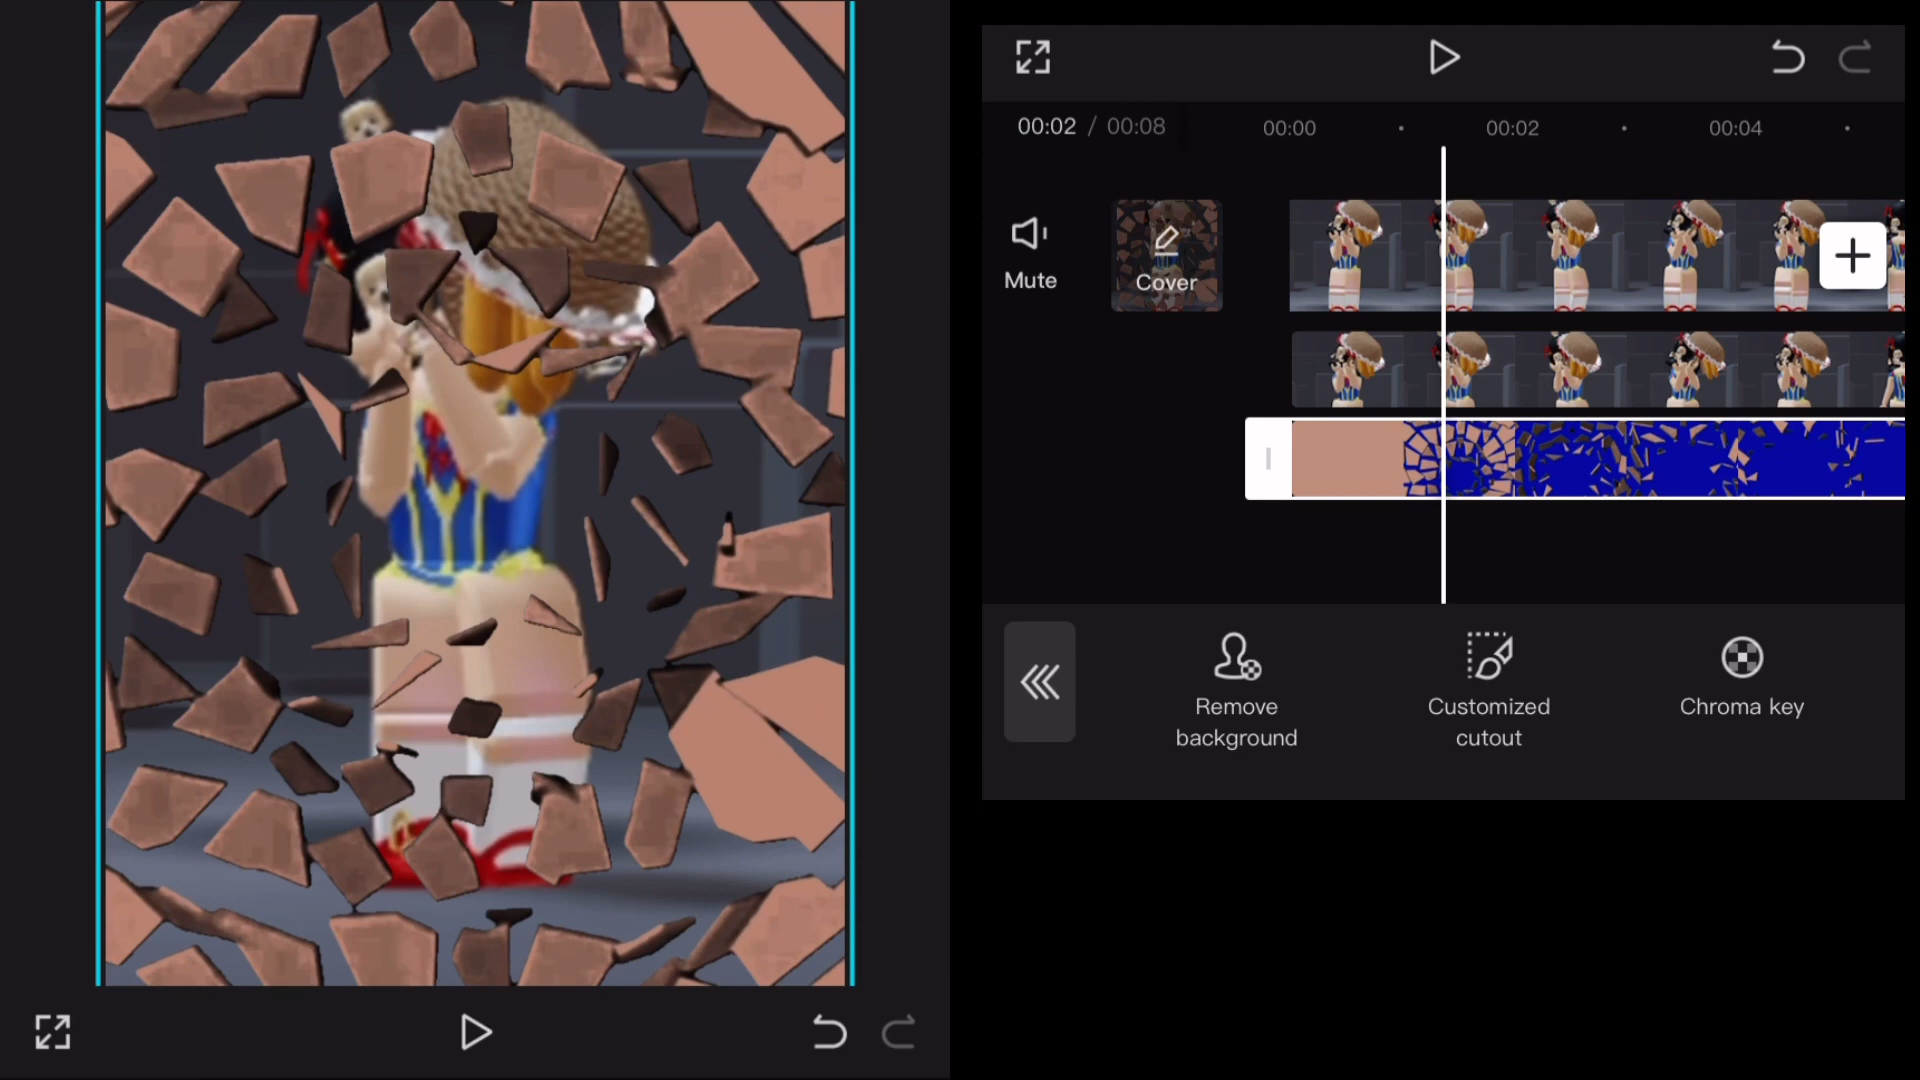 00:02 / 00:08
00:00
00:02
00:04
Mute
Cover
Remove
background
Customized
cutout
Chroma key